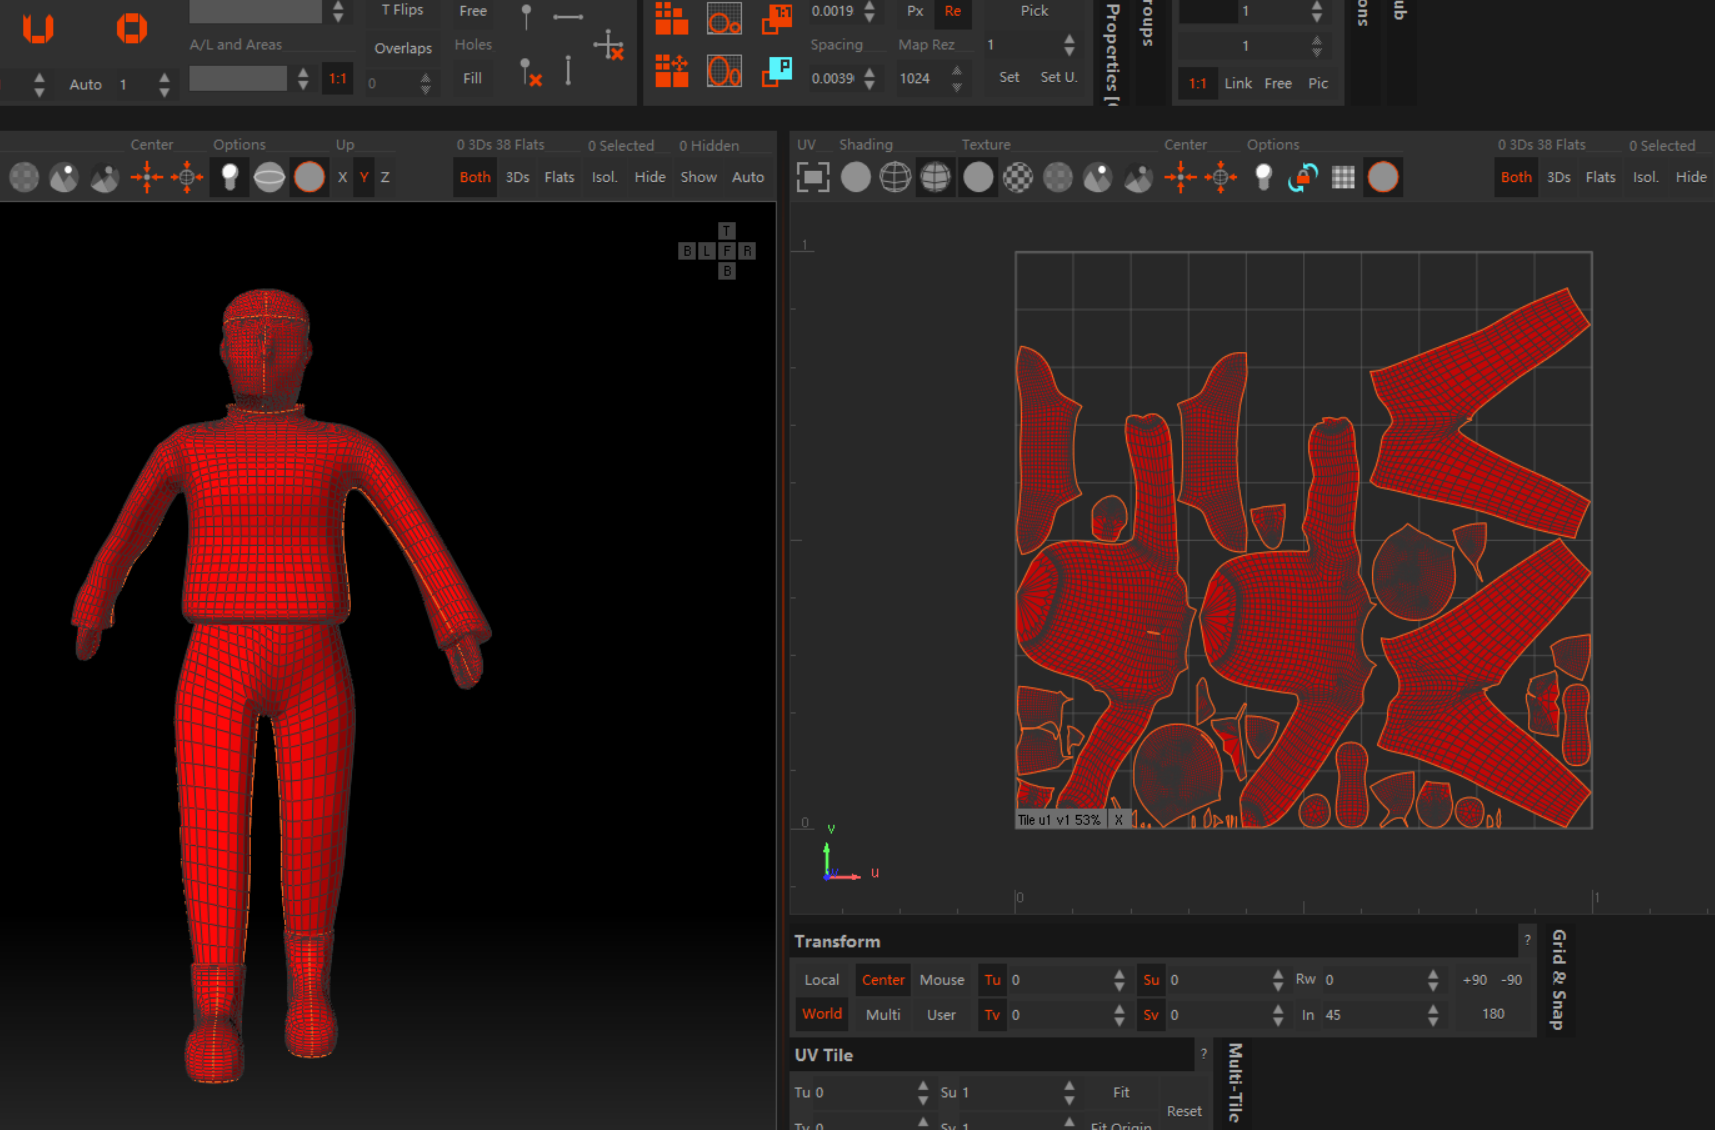 T Flips Free 0.0019 Px Re Pick 1
A/L and Areas Overlaps Holes Spacing Map Rez 1 1
Auto 1 1:1 0 Fill 0.0039 1024 Set Set U. 1:1 Link Free Pic
1:1
P
Properties
roups
ons
ub
Center Options Up 0 3Ds 38 Flats 0 Selected 0 Hidden
X Y Z Both 3Ds Flats Isol. Hide Show Auto
UV Shading Texture Center Options 0 3Ds 38 Flats 0 Selected
Both 3Ds Flats Isol. Hide
T
B L F R
B
1
0
Tile u1 v1 53% X
v
u
0 1
Transform ?
Local Center Mouse Tu 0 Su 0 Rw 0 +90 -90
World Multi User Tv 0 Sv 0 In 45 180
Grid & Snap
UV Tile ?
Tu 0 Su 1 Fit
Reset
Tv 0 Sv 1 Fit Origin
Multi-Tile